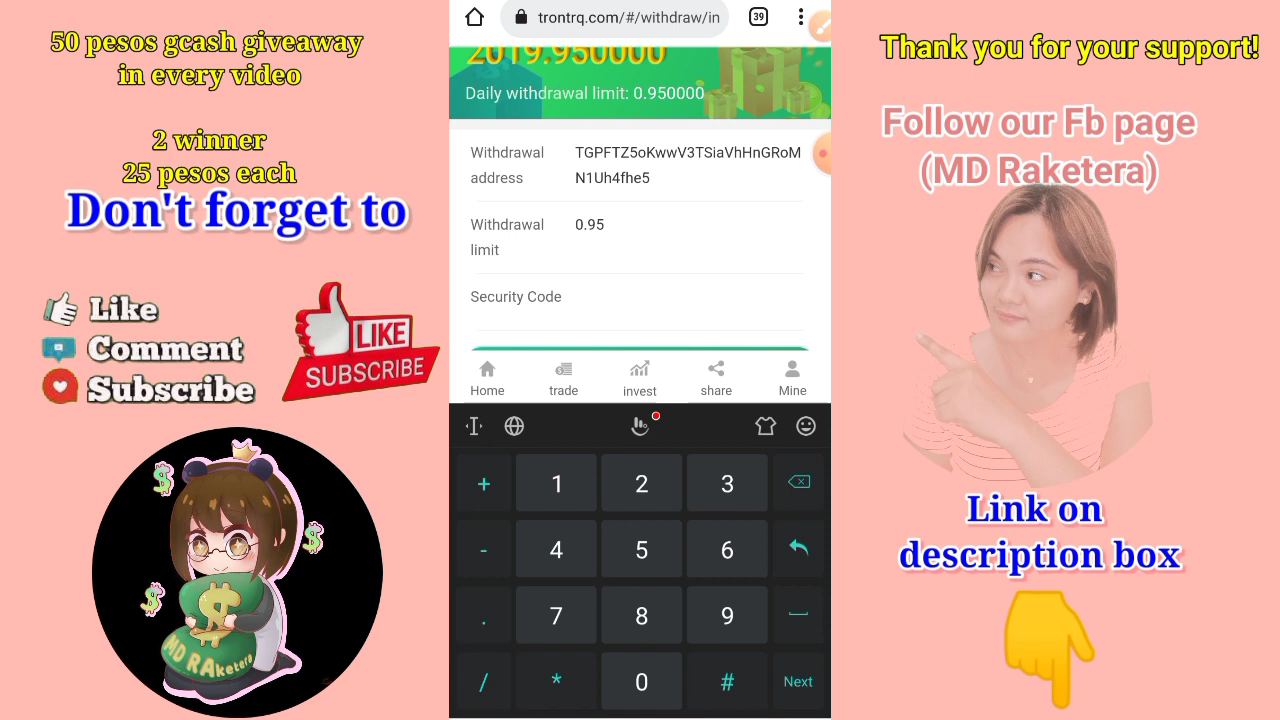 50 pesos gcash giveaway
in every video
2 winner
25 pesos each
Don't forget to
Like
Comment
Subscribe
LIKE
SUBSCRIBE
MD RAketera
trontrq.com/#/withdraw/in
39
2019.950000
Daily withdrawal limit: 0.950000
Withdrawal address TGPFTZ5oKwwV3TSiaVhHnGRoM
N1Uh4fhe5
Withdrawal limit 0.95
Security Code
Home trade invest share Mine
+ 1 2 3
- 4 5 6
. 7 8 9
/ * 0 # Next
Thank you for your support!
Follow our Fb page
(MD Raketera)
Link on
description box